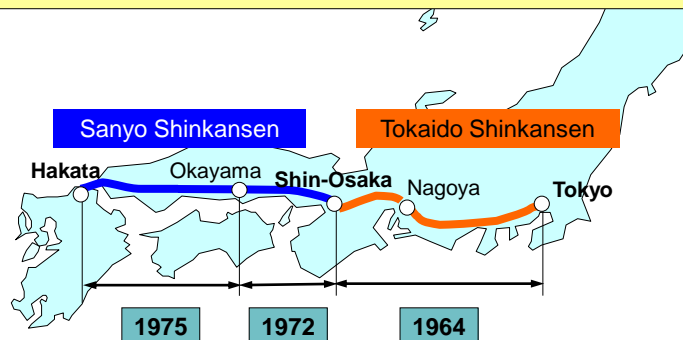 Sanyo Shinkansen
Tokaido Shinkansen
Hakata
Okayama
Shin-Osaka
Nagoya
Tokyo
1975
1972
1964